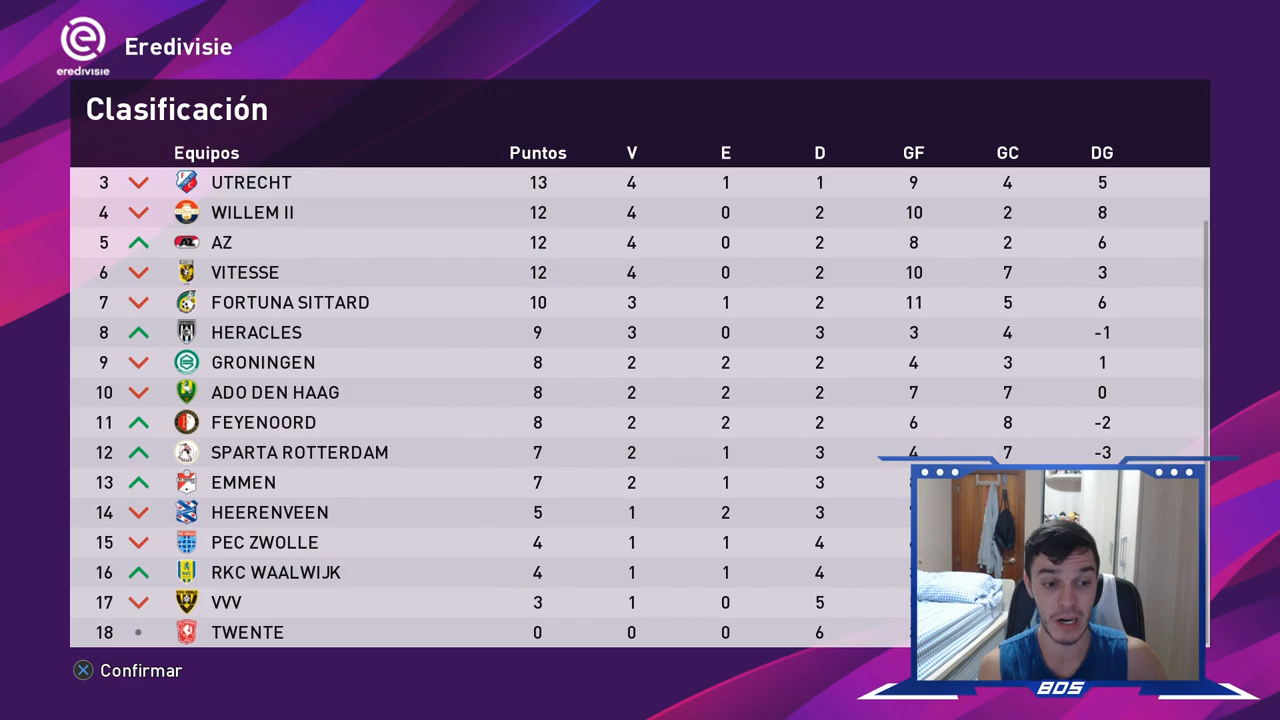 eredivisie
Eredivisie
Clasificación
Equipos Puntos V E D GF GC DG
3 UTRECHT 13 4 1 1 9 4 5
4 WILLEM II 12 4 0 2 10 2 8
5 AZ 12 4 0 2 8 2 6
6 VITESSE 12 4 0 2 10 7 3
7 FORTUNA SITTARD 10 3 1 2 11 5 6
8 HERACLES 9 3 0 3 3 4 -1
9 GRONINGEN 8 2 2 2 4 3 1
10 ADO DEN HAAG 8 2 2 2 7 7 0
11 FEYENOORD 8 2 2 2 6 8 -2
12 SPARTA ROTTERDAM 7 2 1 3 4 7 -3
13 EMMEN 7 2 1 3
14 HEERENVEEN 5 1 2 3
15 PEC ZWOLLE 4 1 1 4
16 RKC WAALWIJK 4 1 1 4
17 VVV 3 1 0 5
18 TWENTE 0 0 0 6
Confirmar
BDS